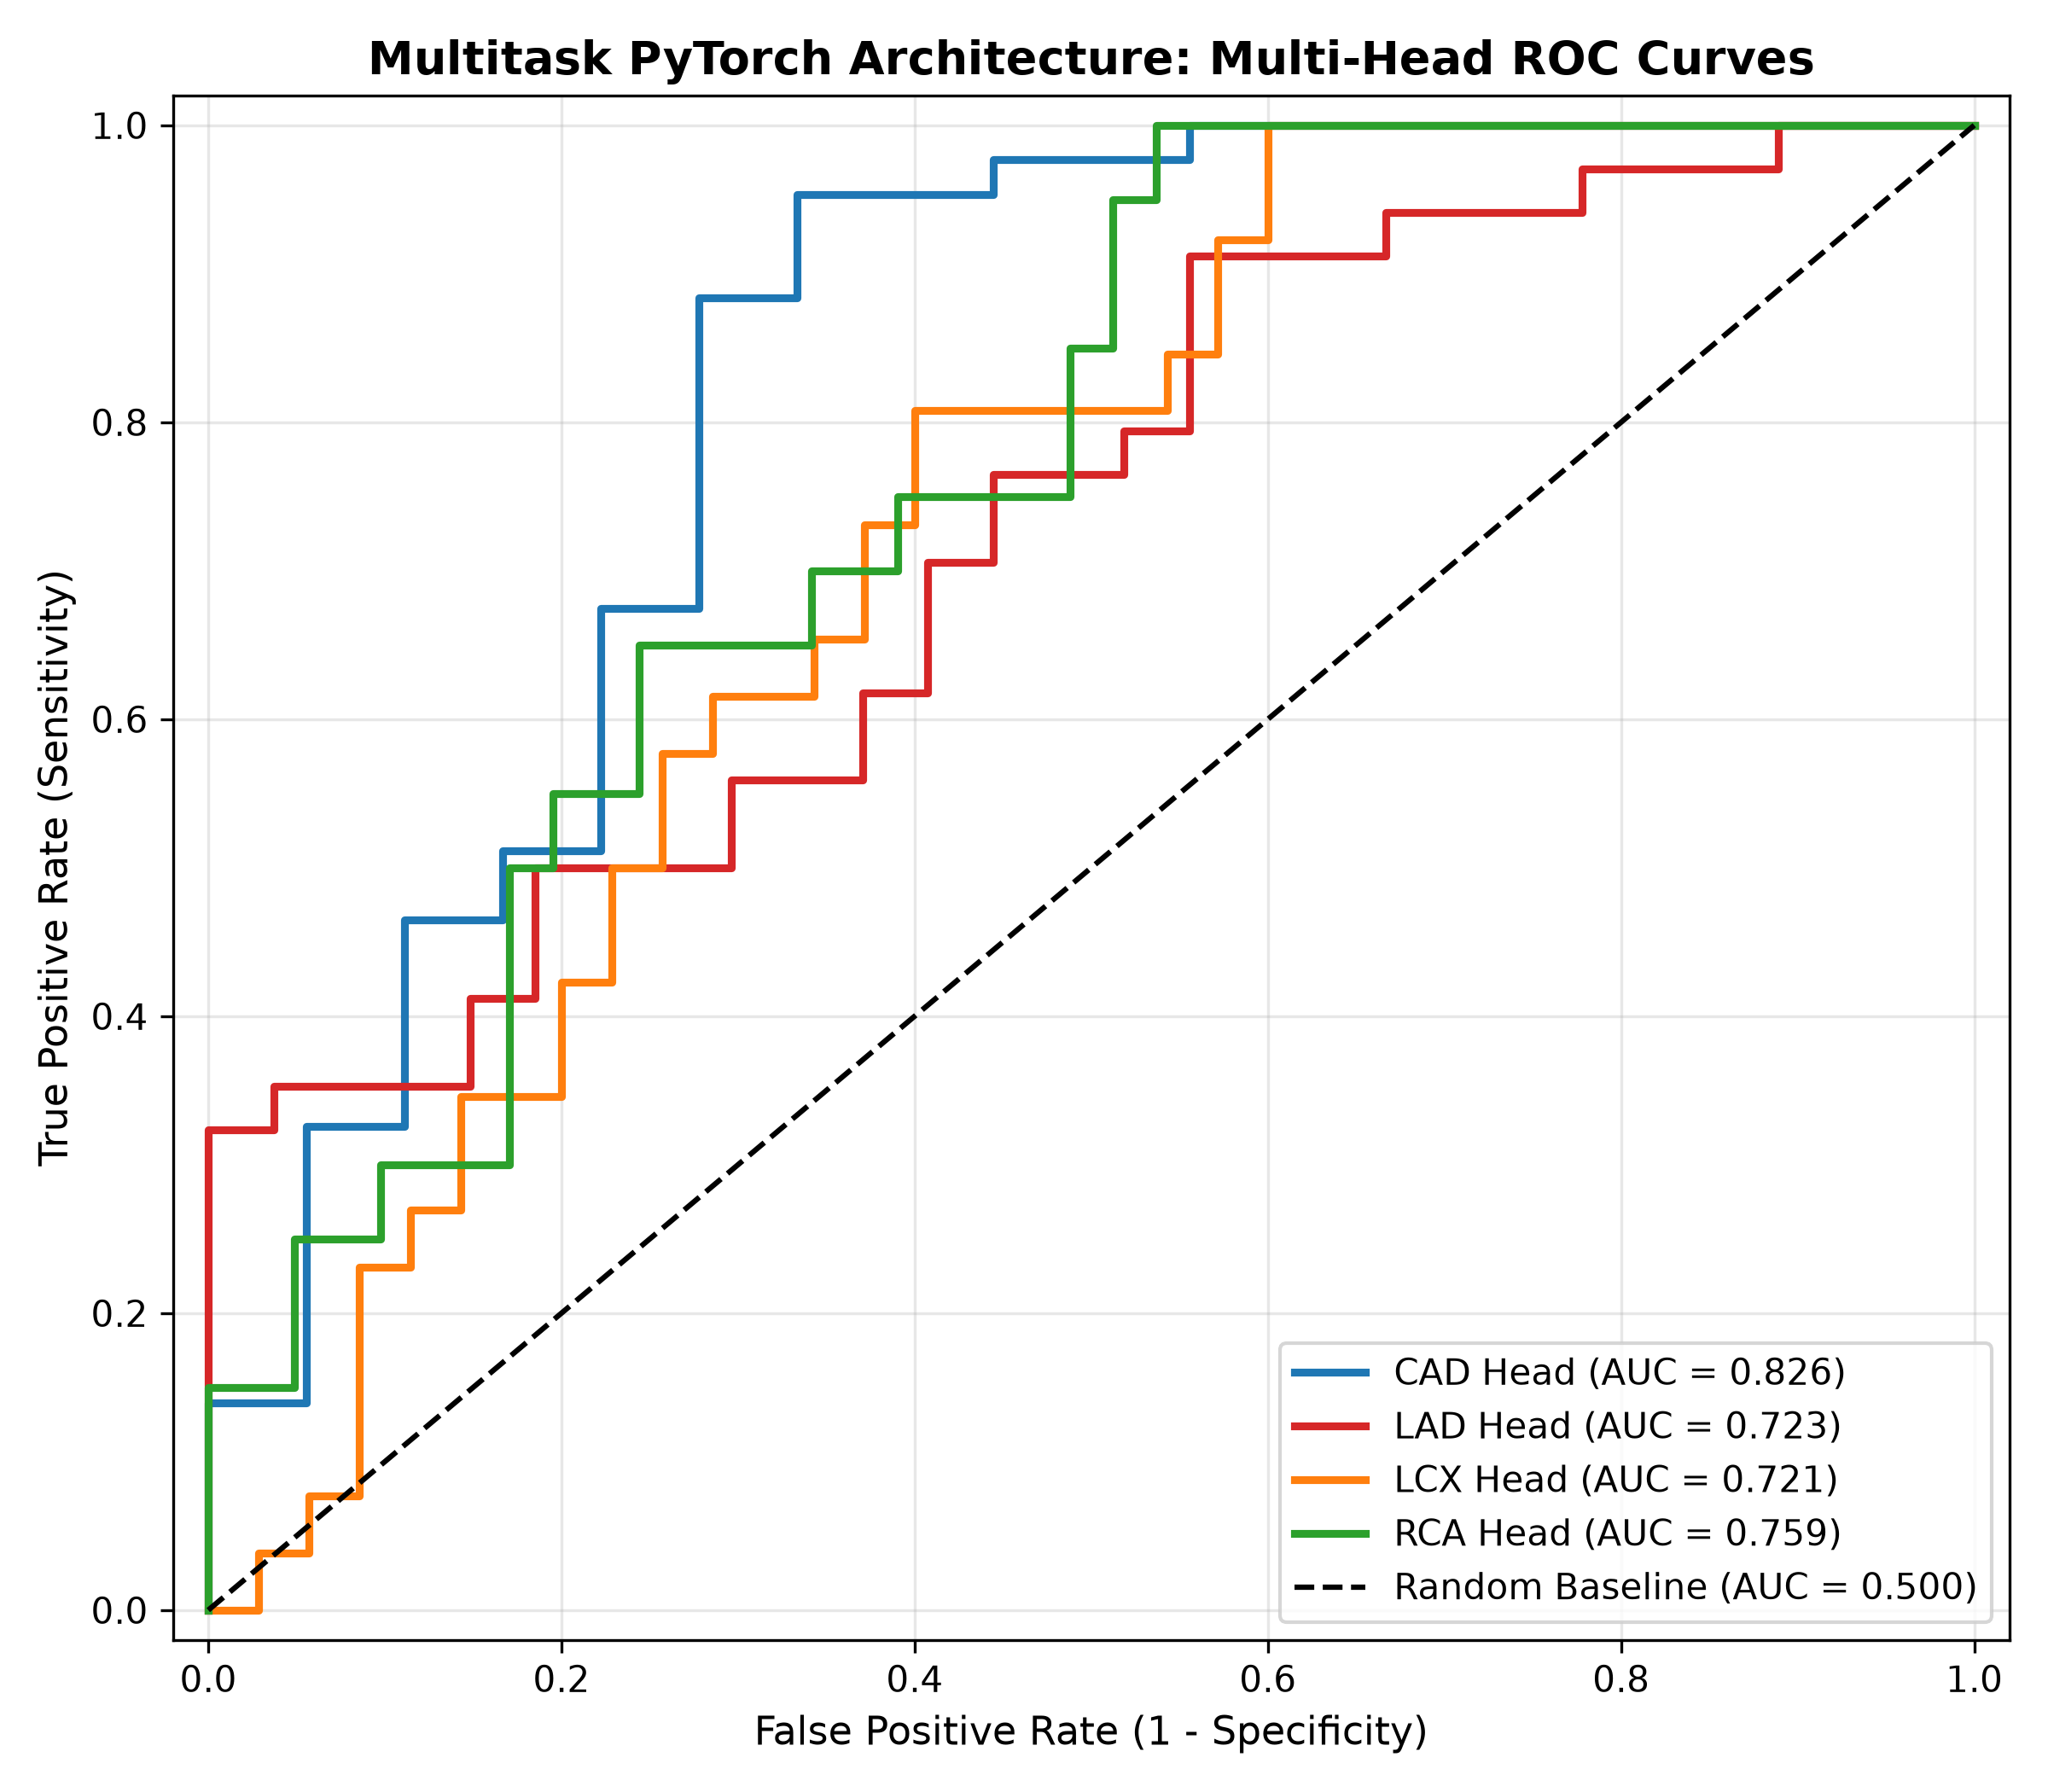 Multitask PyTorch Architecture: Multi-Head ROC Curves
True Positive Rate (Sensitivity)
1.0
0.8
0.6
0.4
0.2
0.0
0.0 0.2 0.4 0.6 0.8 1.0
False Positive Rate (1 - Specificity)
CAD Head (AUC = 0.826)
LAD Head (AUC = 0.723)
LCX Head (AUC = 0.721)
RCA Head (AUC = 0.759)
Random Baseline (AUC = 0.500)